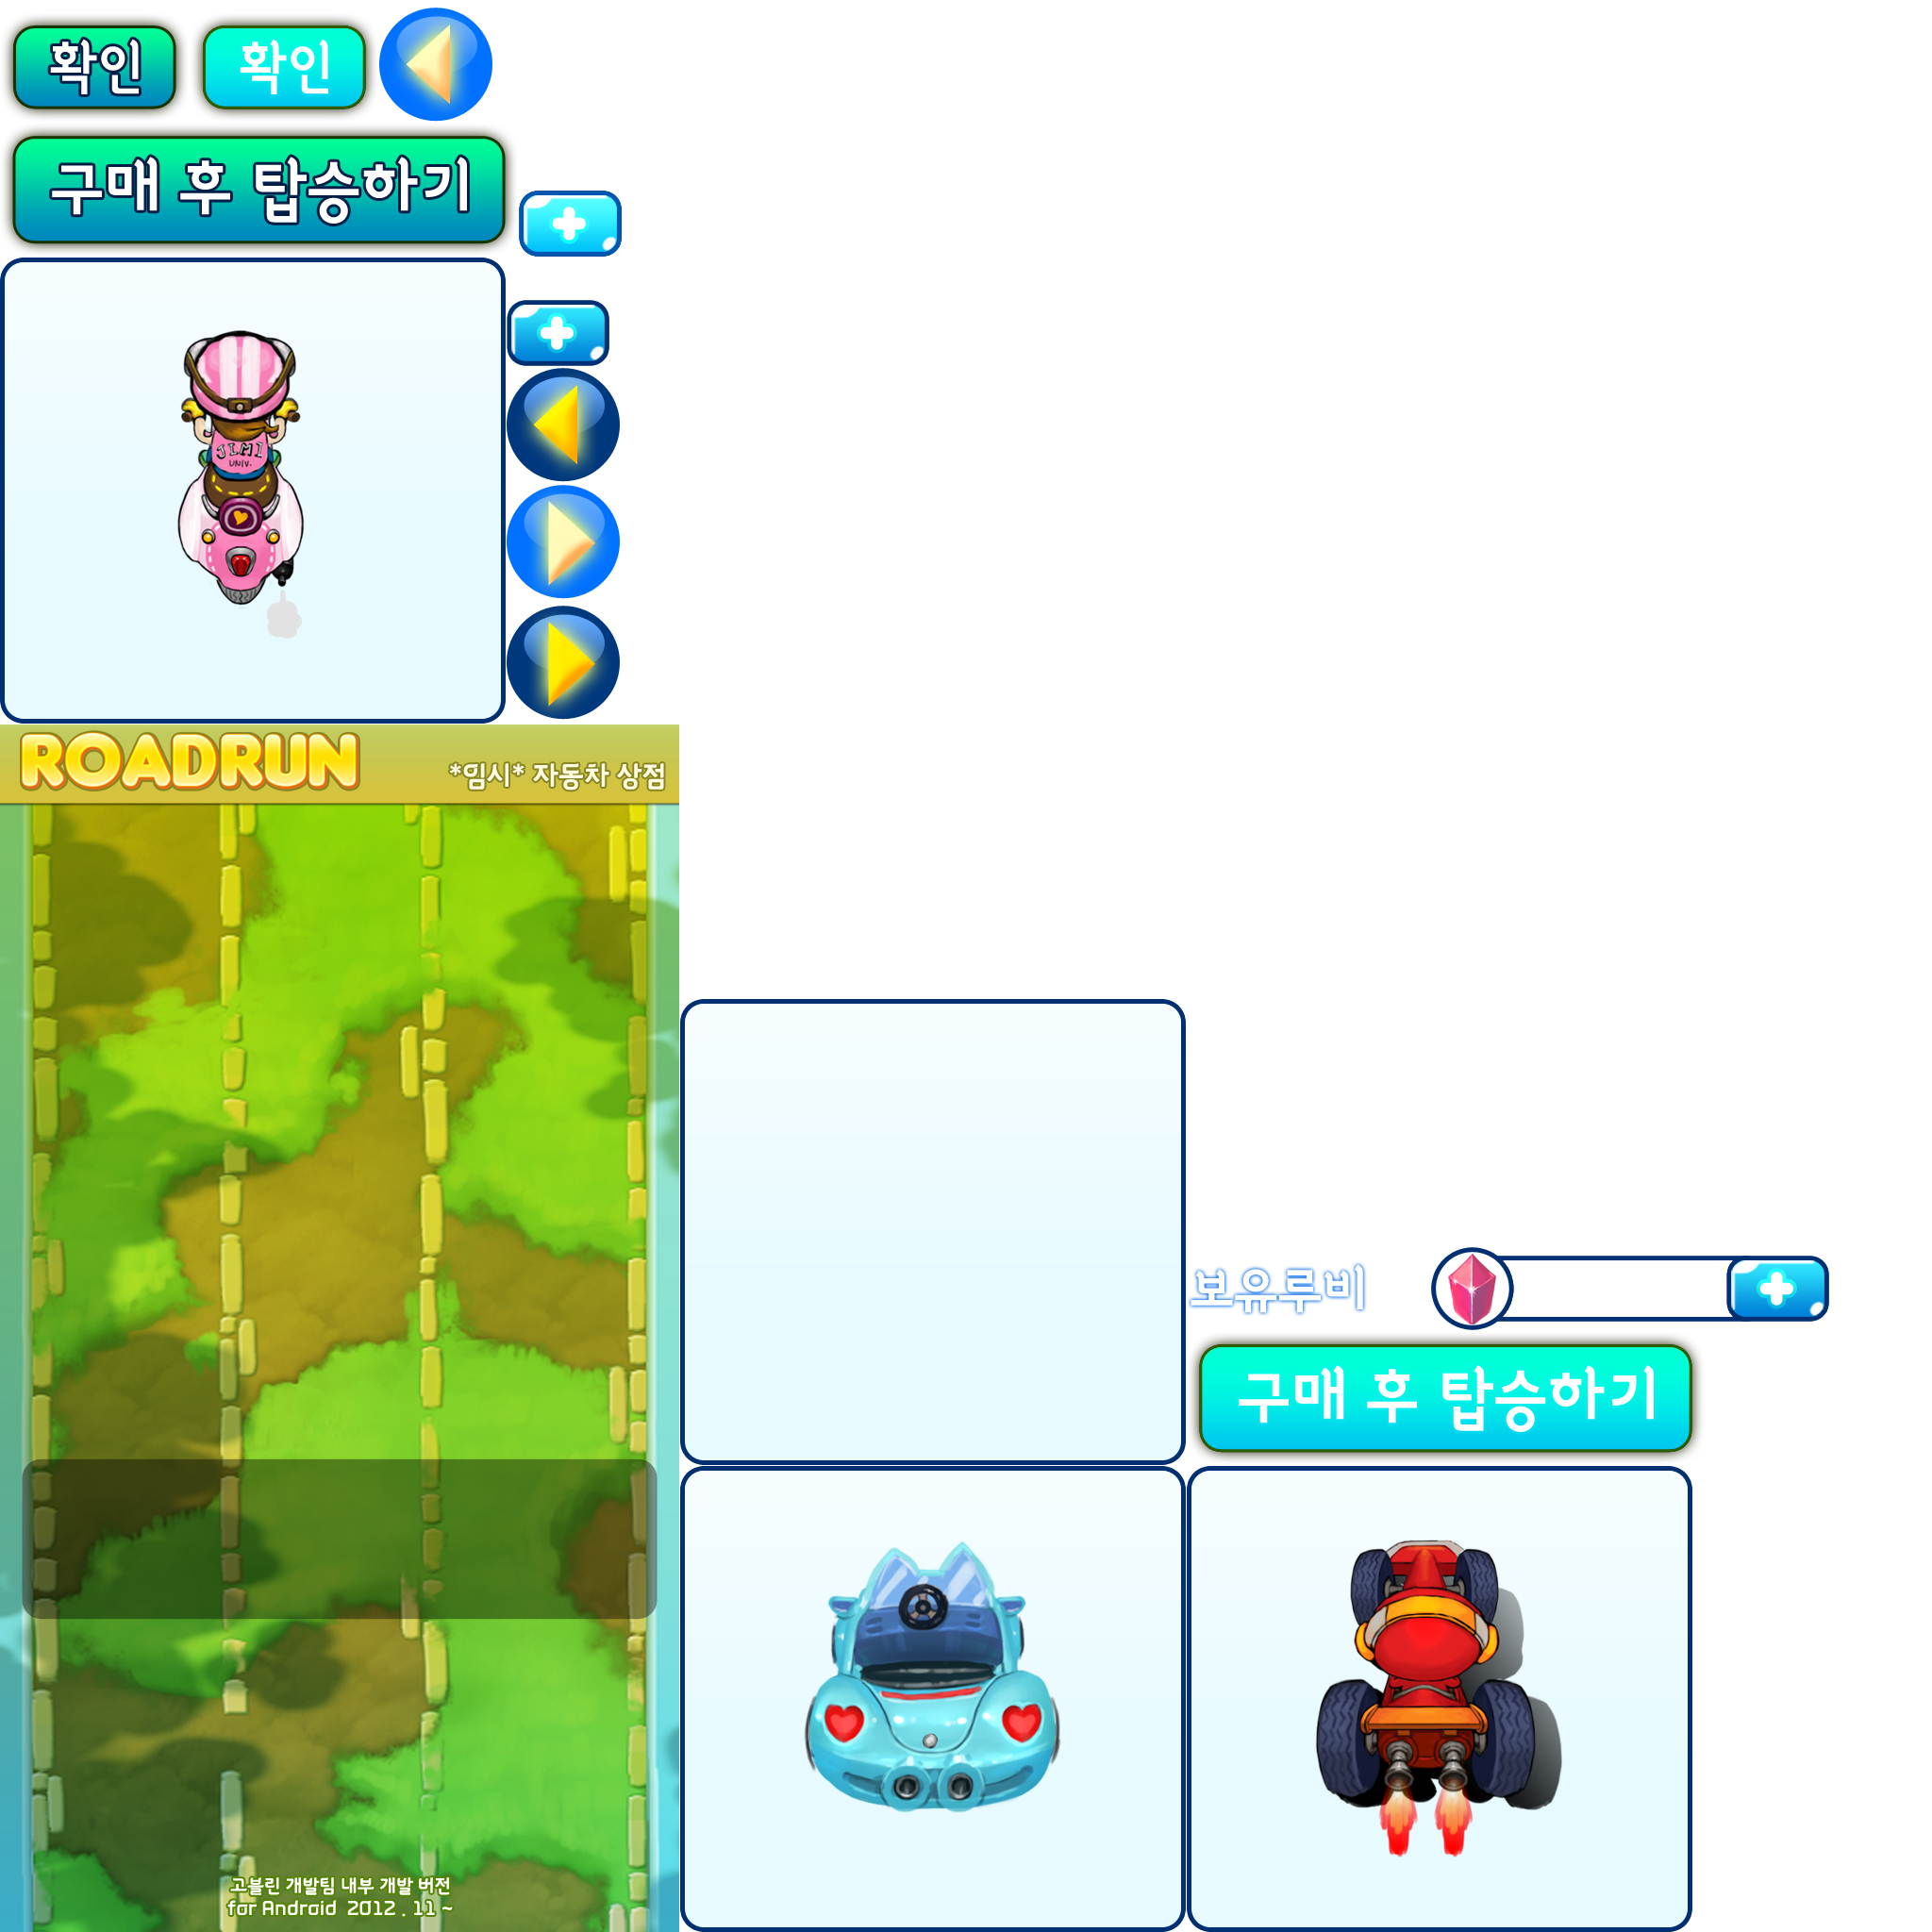 확인
확인
구매 후 탑승하기
JLMI
UNIV.
ROADRUN
*임시* 자동차 상점
보유루비
구매 후 탑승하기
고블린 개발팀 내부 개발 버전
for Android 2012 . 11 ~